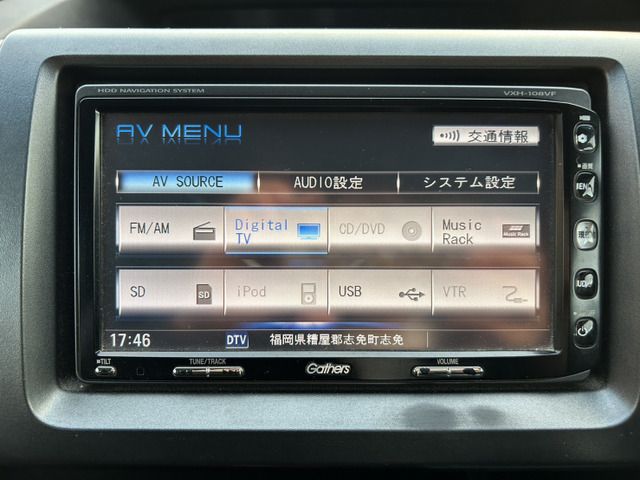 HDD NAVIGATION SYSTEM
VXH-108VF
AV MENU
交通情報
AV SOURCE
AUDIO設定
システム設定
FM/AM
Digital
TV
CD/DVD
Music
Rack
Music Rack
SD
SD
iPod
USB
VTR
17:46
DTV
福岡県糟屋郡志免町志免
TILT
TUNE/TRACK
Gathers
VOLUME